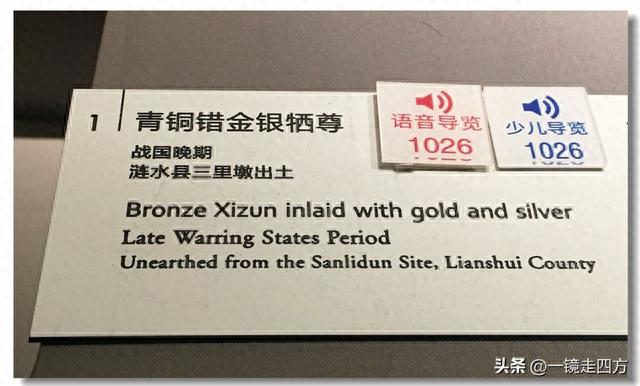 1 青铜错金银牺尊
战国晚期
涟水县三里墩出土
Bronze Xizun inlaid with gold and silver
Late Warring States Period
Unearthed from the Sanlidun Site, Lianshui County
语音导览
1026
少儿导览
1026
头条 @一镜走四方